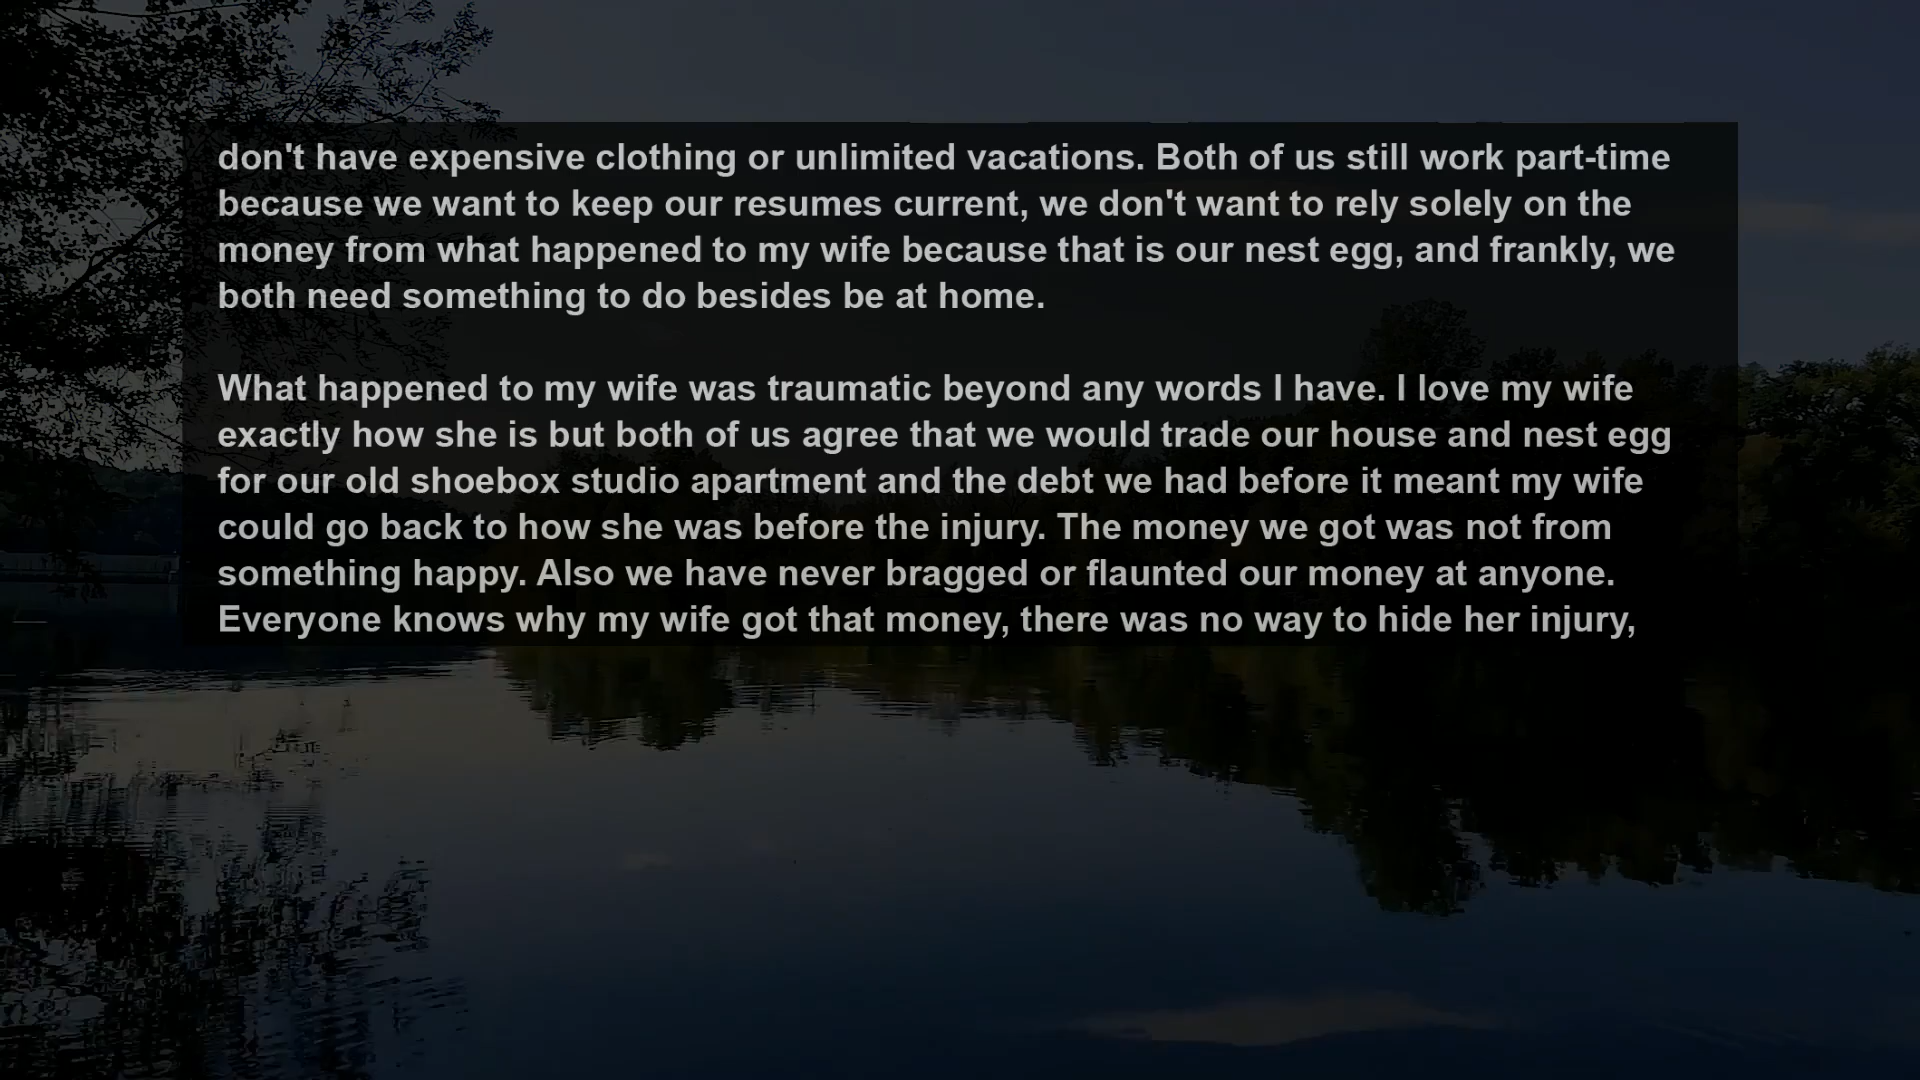 don't have expensive clothing or unlimited vacations. Both of us still work part-time
because we want to keep our resumes current, we don't want to rely solely on the
money from what happened to my wife because that is our nest egg, and frankly, we
both need something to do besides be at home.
What happened to my wife was traumatic beyond any words I have. I love my wife
exactly how she is but both of us agree that we would trade our house and nest egg
for our old shoebox studio apartment and the debt we had before it meant my wife
could go back to how she was before the injury. The money we got was not from
something happy. Also we have never bragged or flaunted our money at anyone.
Everyone knows why my wife got that money, there was no way to hide her injury,